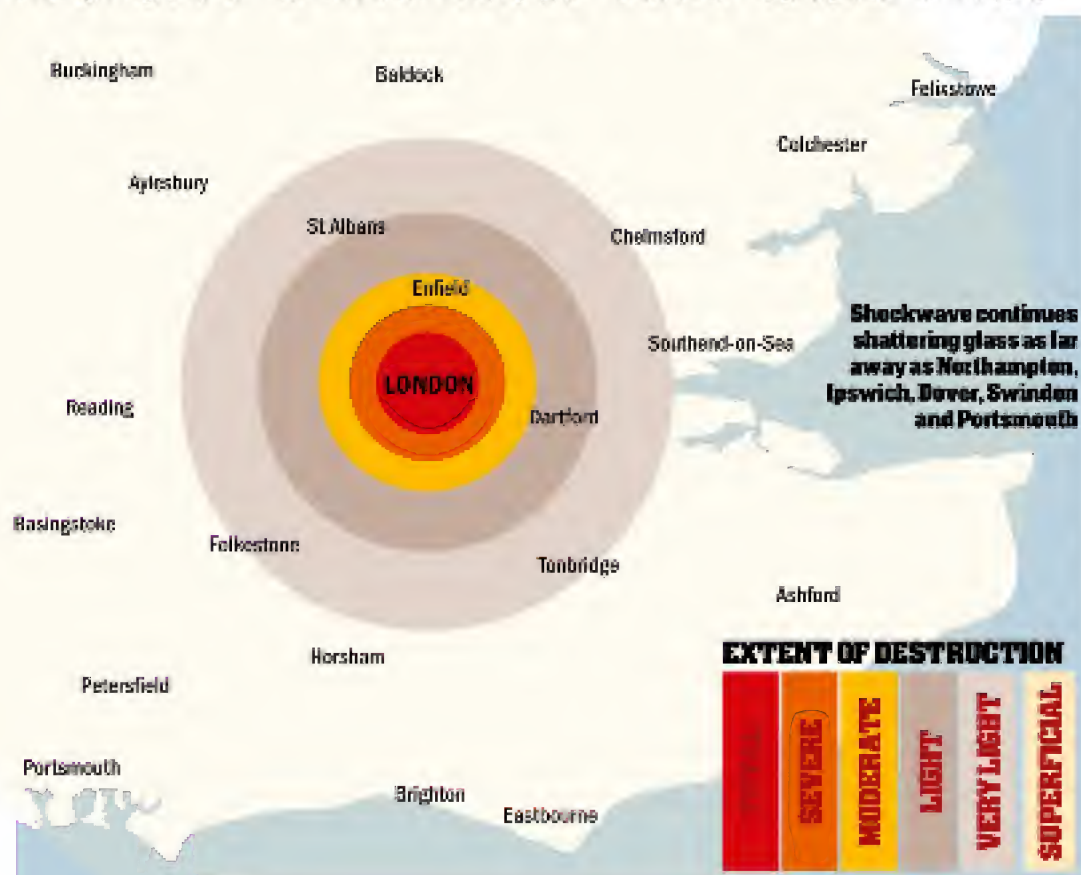 Buckingham
Baldock
Felixstowe
Colchester
Aylesbury
St Albans
Chelmsford
Enfield
Shockwave continues
shattering glass as far
away as Northampton,
Ipswich, Dover, Swindon
and Portsmouth
Southend-on-Sea
LONDON
Reading
Dartford
Basingstoke
Folkestone
Tonbridge
Ashford
Horsham
EXTENT OF DESTRUCTION
Petersfield
SEVERE
MODERATE
LIGHT
VERY LIGHT
SUPERFICIAL
Portsmouth
Brighton
Eastbourne